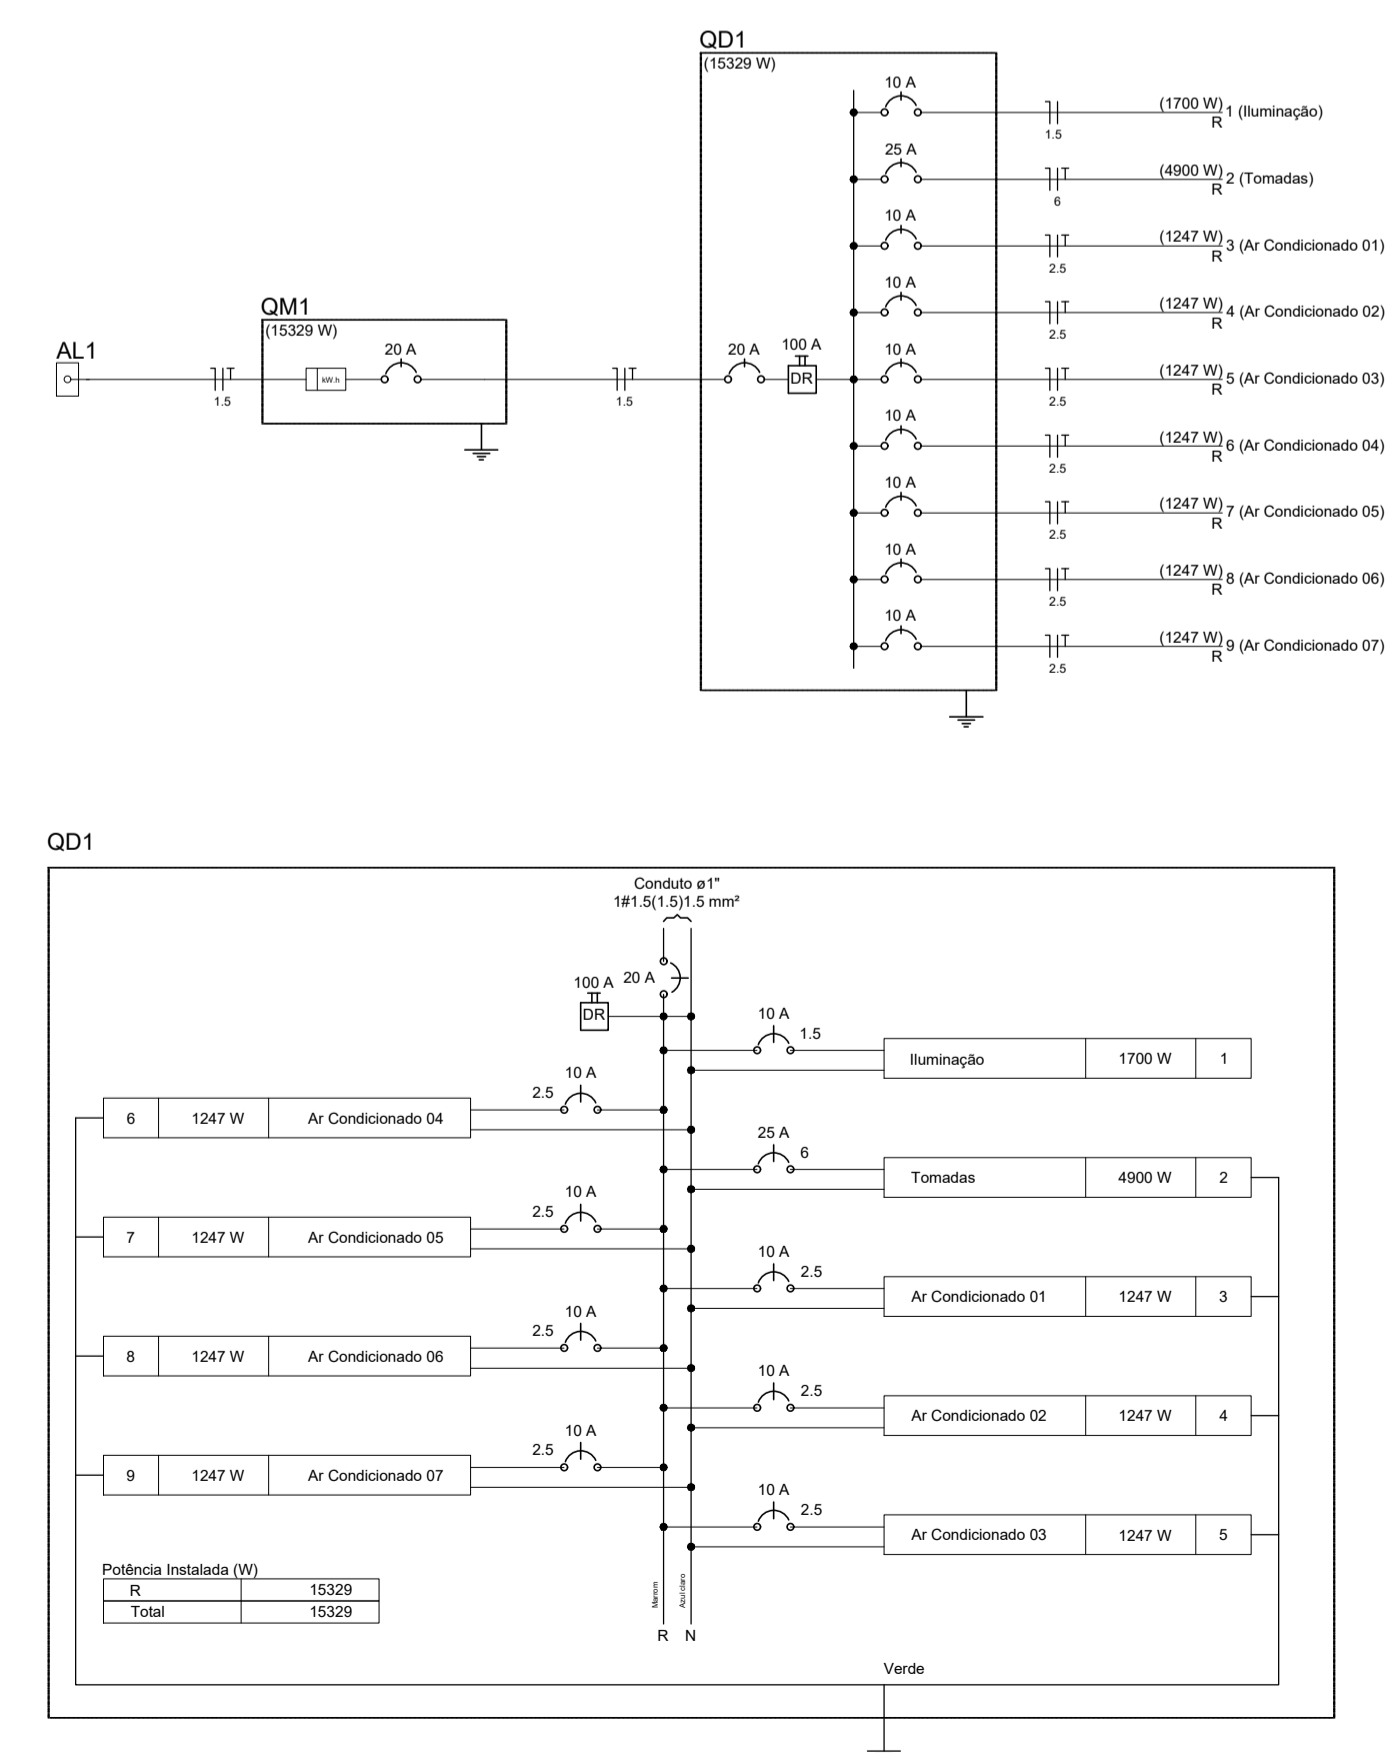 QD1
(15329 W)
10 A
1.5
(1700 W)
R
1 (Iluminação)
25 A
6
(4900 W)
R
2 (Tomadas)
10 A
2.5
(1247 W)
R
3 (Ar Condicionado 01)
10 A
2.5
(1247 W)
R
4 (Ar Condicionado 02)
AL1
1.5
QM1
(15329 W)
kW.h
20 A
1.5
20 A
100 A
DR
10 A
2.5
(1247 W)
R
5 (Ar Condicionado 03)
10 A
2.5
(1247 W)
R
6 (Ar Condicionado 04)
10 A
2.5
(1247 W)
R
7 (Ar Condicionado 05)
10 A
2.5
(1247 W)
R
8 (Ar Condicionado 06)
10 A
2.5
(1247 W)
R
9 (Ar Condicionado 07)
QD1
Conduto ø1"
1#1.5(1.5)1.5 mm²
20 A
100 A
DR
10 A
1.5
Iluminação 1700 W 1
10 A
2.5
6 1247 W Ar Condicionado 04
25 A
6
Tomadas 4900 W 2
10 A
2.5
7 1247 W Ar Condicionado 05
10 A
2.5
Ar Condicionado 01 1247 W 3
10 A
2.5
8 1247 W Ar Condicionado 06
10 A
2.5
Ar Condicionado 02 1247 W 4
10 A
2.5
9 1247 W Ar Condicionado 07
10 A
2.5
Ar Condicionado 03 1247 W 5
Potência Instalada (W)
R 15329
Total 15329
Marrom
Azul claro
R N
Verde